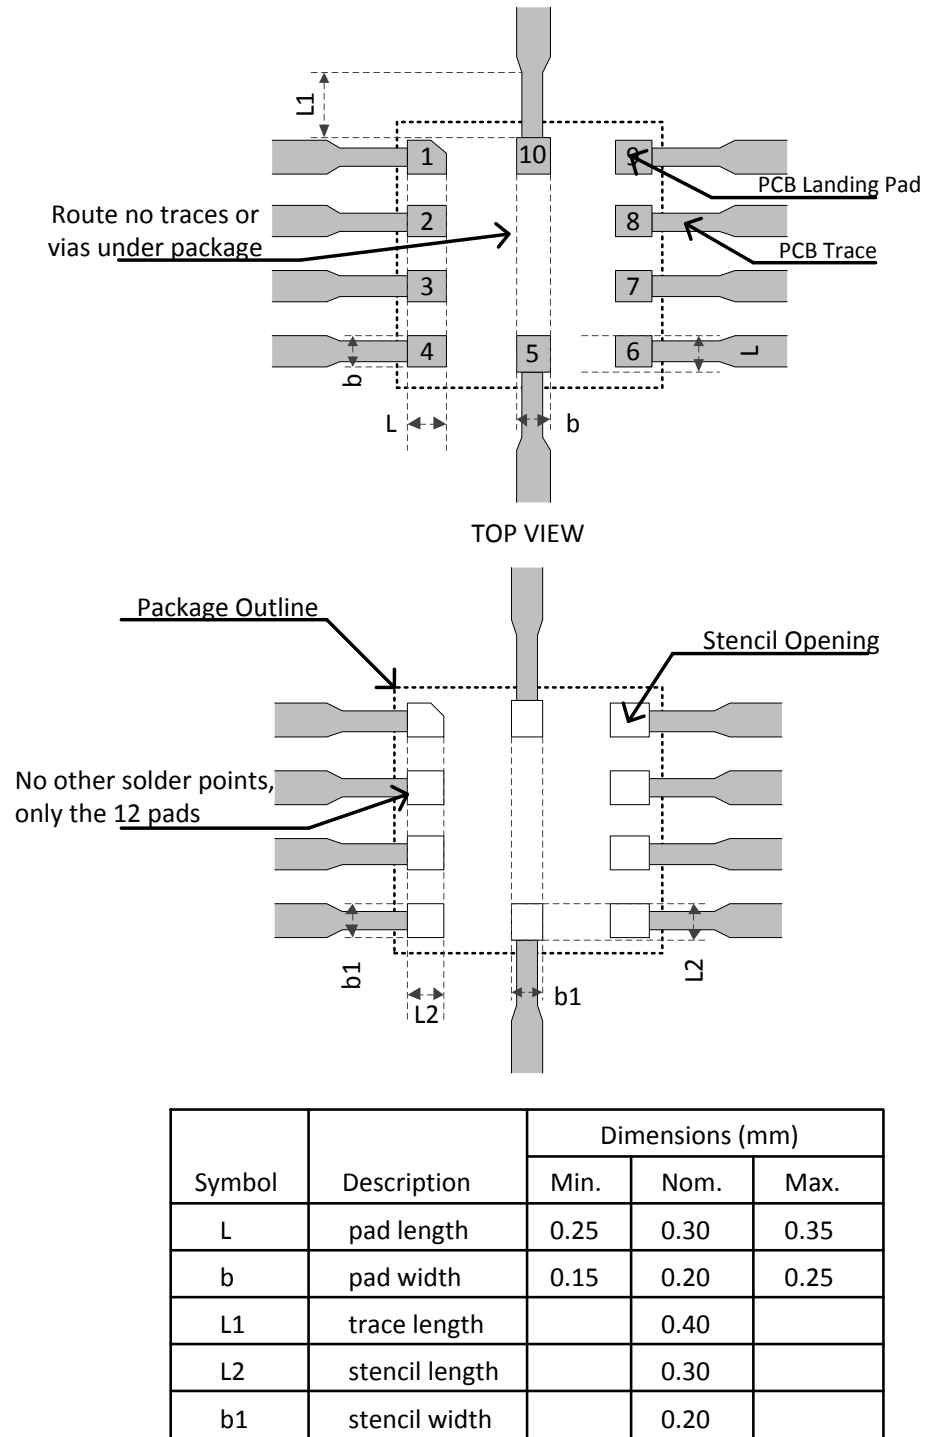 L1
1
10
9
PCB Landing Pad
Route no traces or
vias under package
2
8
PCB Trace
3
7
4
5
6
L
b
L
b
TOP VIEW
Package Outline
Stencil Opening
No other solder points,
only the 12 pads
b1
L2
b1
L2
Dimensions (mm)
Symbol Description Min. Nom. Max.
L pad length 0.25 0.30 0.35
b pad width 0.15 0.20 0.25
L1 trace length 0.40
L2 stencil length 0.30
b1 stencil width 0.20